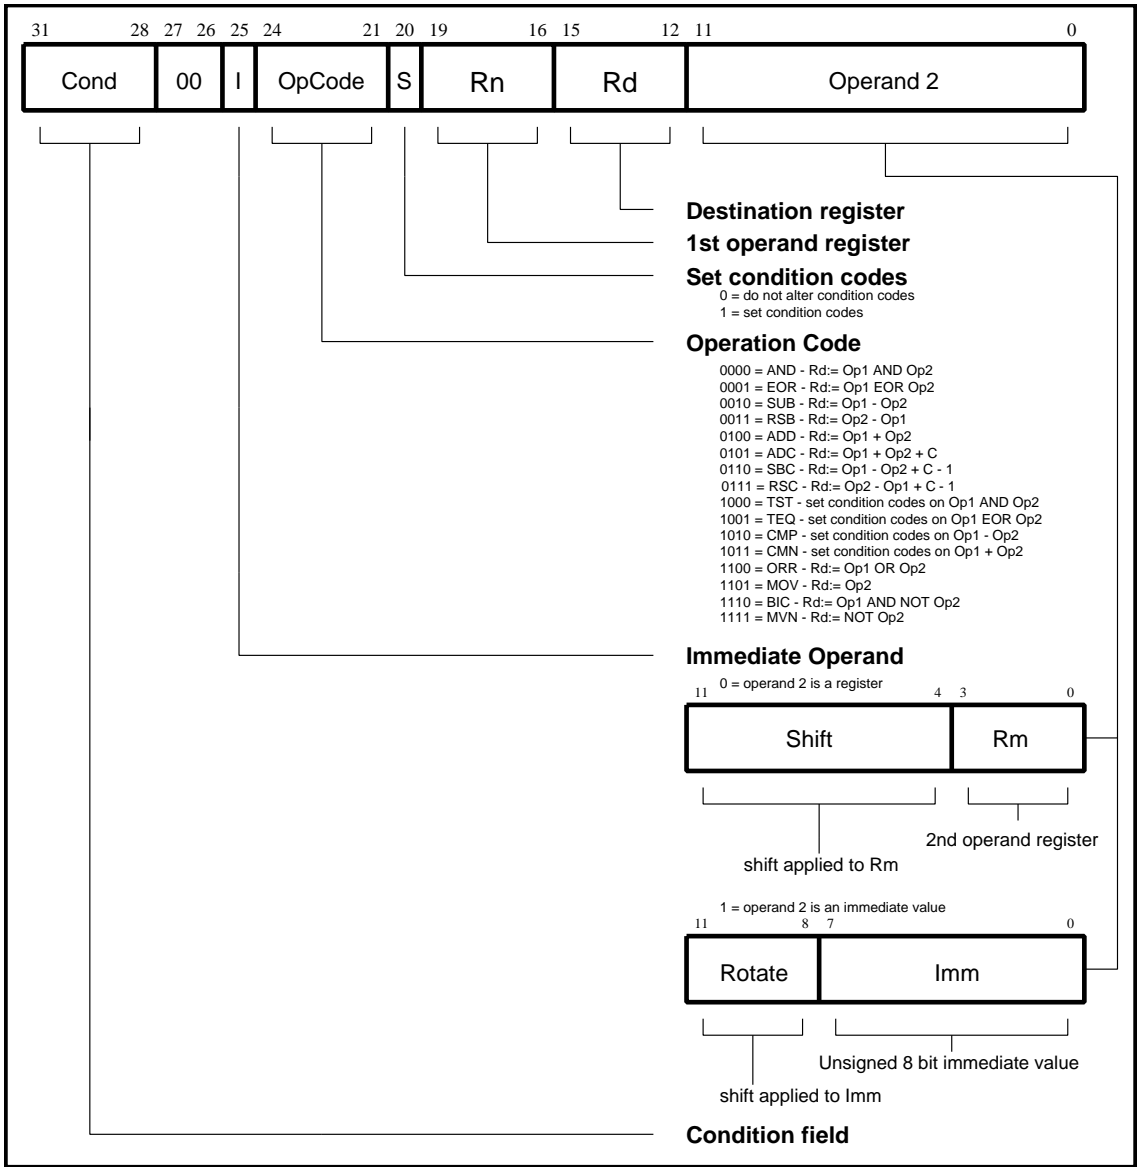 31 28 27 26 25 24 21 20 19 16 15 12 11 0
Cond 00 I OpCode S Rn Rd Operand 2
Destination register
1st operand register
Set condition codes
0 = do not alter condition codes
1 = set condition codes
Operation Code
0000 = AND - Rd:= Op1 AND Op2
0001 = EOR - Rd:= Op1 EOR Op2
0010 = SUB - Rd:= Op1 - Op2
0011 = RSB - Rd:= Op2 - Op1
0100 = ADD - Rd:= Op1 + Op2
0101 = ADC - Rd:= Op1 + Op2 + C
0110 = SBC - Rd:= Op1 - Op2 + C - 1
0111 = RSC - Rd:= Op2 - Op1 + C - 1
1000 = TST - set condition codes on Op1 AND Op2
1001 = TEQ - set condition codes on Op1 EOR Op2
1010 = CMP - set condition codes on Op1 - Op2
1011 = CMN - set condition codes on Op1 + Op2
1100 = ORR - Rd:= Op1 OR Op2
1101 = MOV - Rd:= Op2
1110 = BIC - Rd:= Op1 AND NOT Op2
1111 = MVN - Rd:= NOT Op2
Immediate Operand
0 = operand 2 is a register
11 4 3 0
Shift Rm
2nd operand register
shift applied to Rm
1 = operand 2 is an immediate value
11 8 7 0
Rotate Imm
Unsigned 8 bit immediate value
shift applied to Imm
Condition field